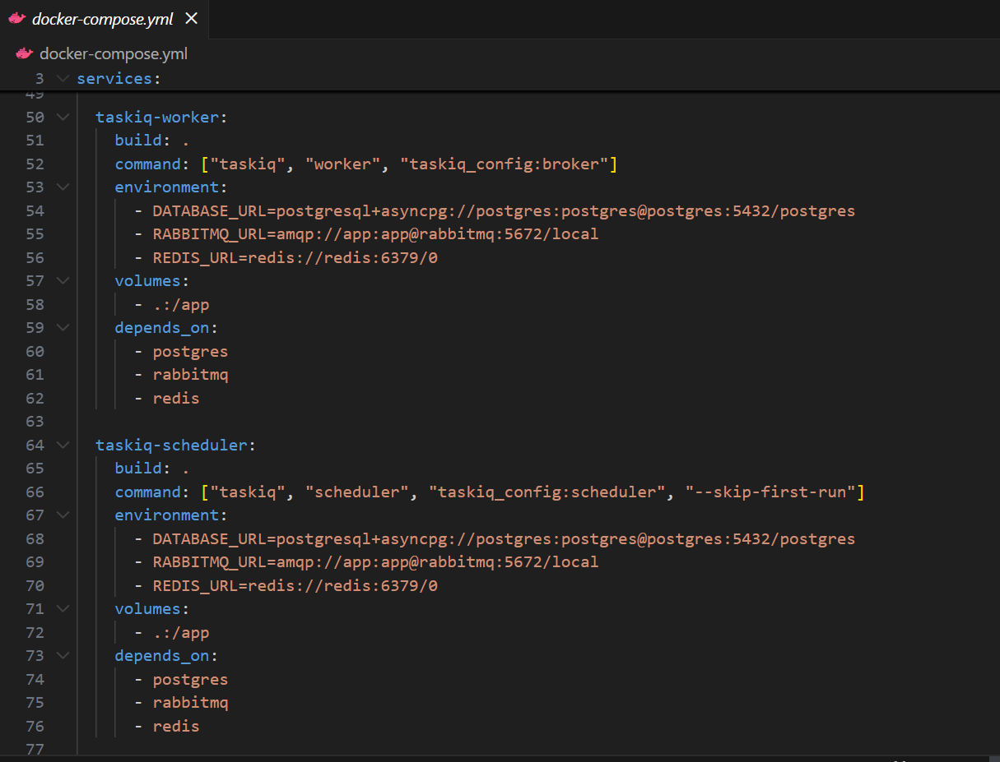 docker-compose.yml
docker-compose.yml
3 services:
49
50 taskiq-worker:
51 build: .
52 command: ["taskiq", "worker", "taskiq_config:broker"]
53 environment:
54 - DATABASE_URL=postgresql+asyncpg://postgres:postgres@postgres:5432/postgres
55 - RABBITMQ_URL=amqp://app:app@rabbitmq:5672/local
56 - REDIS_URL=redis://redis:6379/0
57 volumes:
58 - .:/app
59 depends_on:
60 - postgres
61 - rabbitmq
62 - redis
63
64 taskiq-scheduler:
65 build: .
66 command: ["taskiq", "scheduler", "taskiq_config:scheduler", "--skip-first-run"]
67 environment:
68 - DATABASE_URL=postgresql+asyncpg://postgres:postgres@postgres:5432/postgres
69 - RABBITMQ_URL=amqp://app:app@rabbitmq:5672/local
70 - REDIS_URL=redis://redis:6379/0
71 volumes:
72 - .:/app
73 depends_on:
74 - postgres
75 - rabbitmq
76 - redis
77